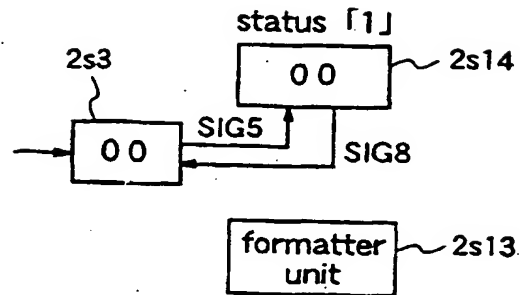 status「1」
2s3
00
2s14
SIG5
00
SIG8
formatter
unit
2s13